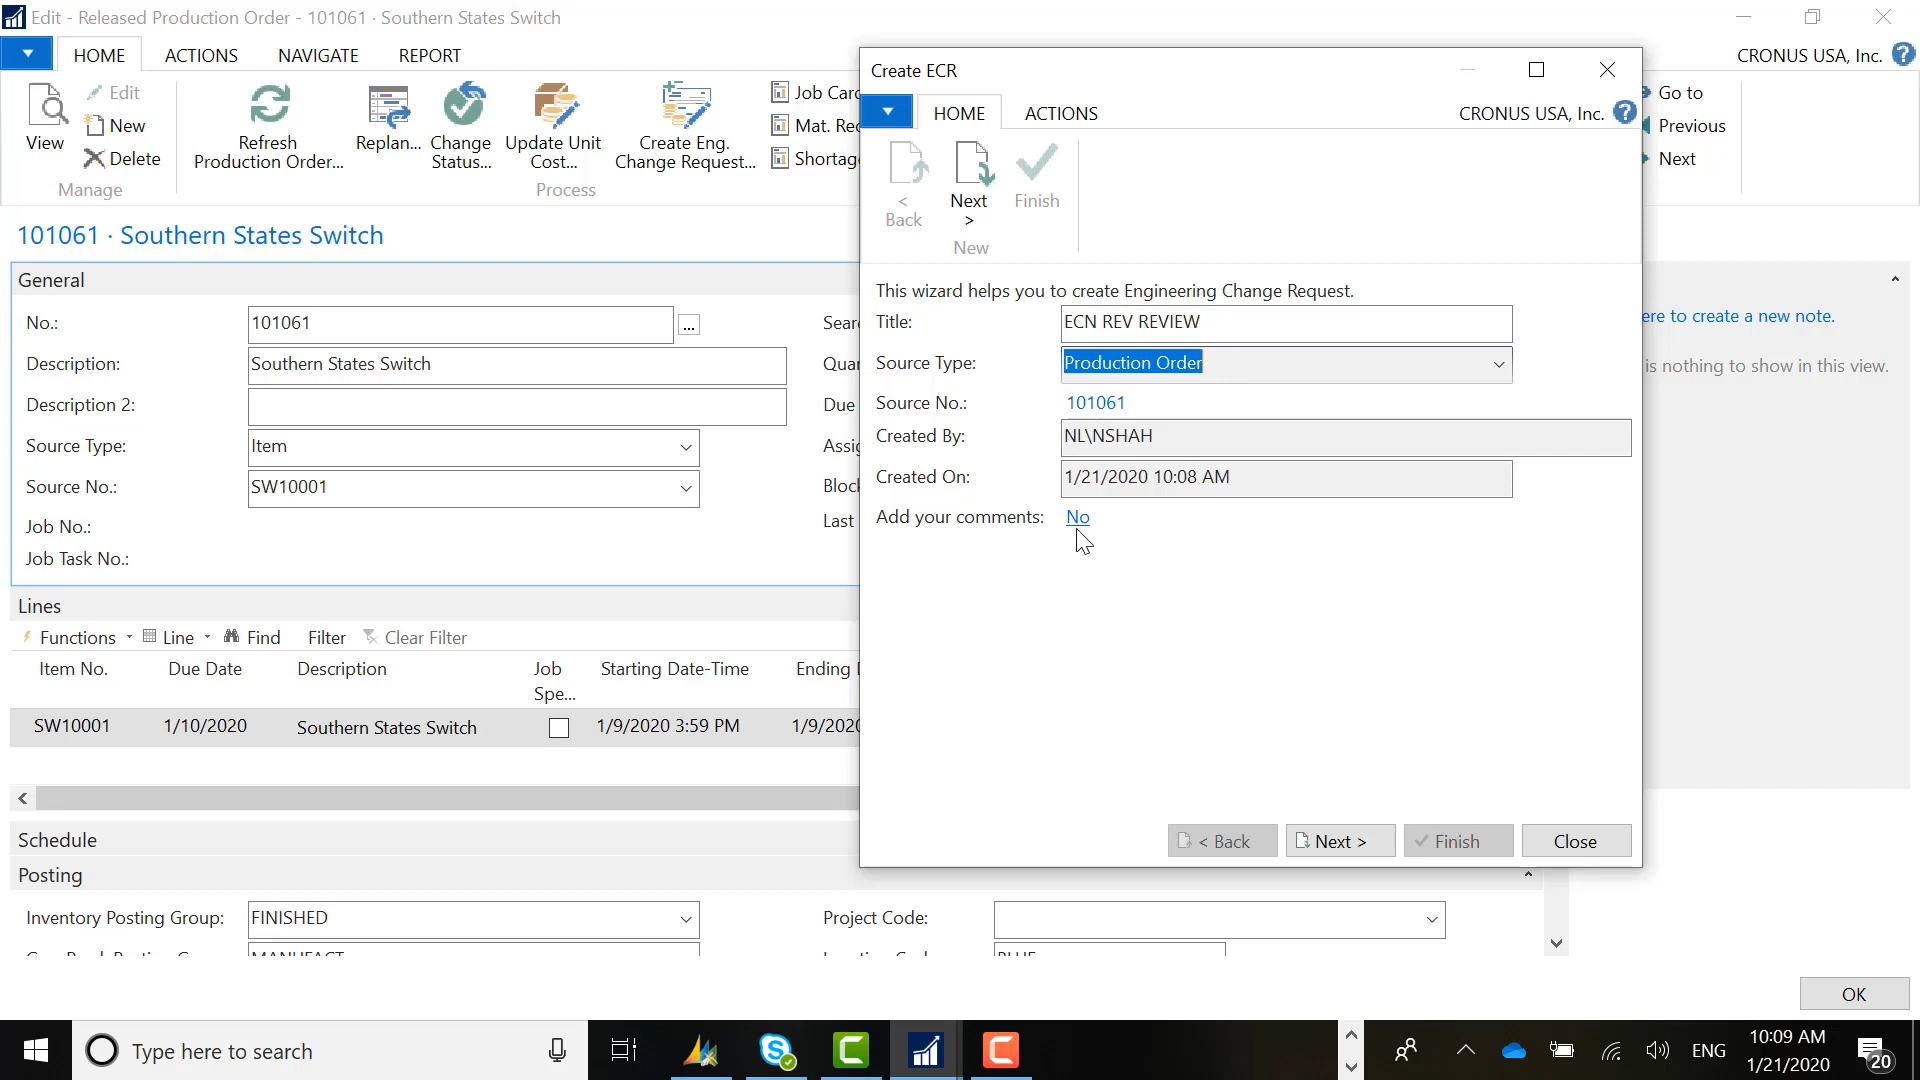 Edit - Released Production Order - 101061 · Southern States Switch
HOME
ACTIONS
NAVIGATE
REPORT
CRONUS USA, Inc.
View
Edit
New
Delete
Manage
Refresh
Production Order...
Replan...
Change
Status...
Update Unit
Cost...
Create Eng.
Change Request...
Process
Job Car
Mat. Re
Shortag
Go to
Previous
Next
101061 · Southern States Switch
General
No.:
101061
...
Description:
Southern States Switch
Description 2:
Source Type:
Item
Source No.:
SW10001
Job No.:
Job Task No.:
Sear
Quar
Due
Assig
Bloc
Last
ere to create a new note.
is nothing to show in this view.
Lines
Functions
Line
Find
Filter
Clear Filter
Item No.
Due Date
Description
Job
Spe...
Starting Date-Time
Ending
SW10001
1/10/2020
Southern States Switch
1/9/2020 3:59 PM
1/9/2020
Schedule
Posting
Inventory Posting Group:
FINISHED
Project Code:
OK
Create ECR
HOME
ACTIONS
CRONUS USA, Inc.
<
Back
Next
>
Finish
New
This wizard helps you to create Engineering Change Request.
Title:
ECN REV REVIEW
Source Type:
Production Order
Source No.:
101061
Created By:
NL\NSHAH
Created On:
1/21/2020 10:08 AM
Add your comments:
No
< Back
Next >
Finish
Close
Type here to search
ENG
10:09 AM
1/21/2020
20